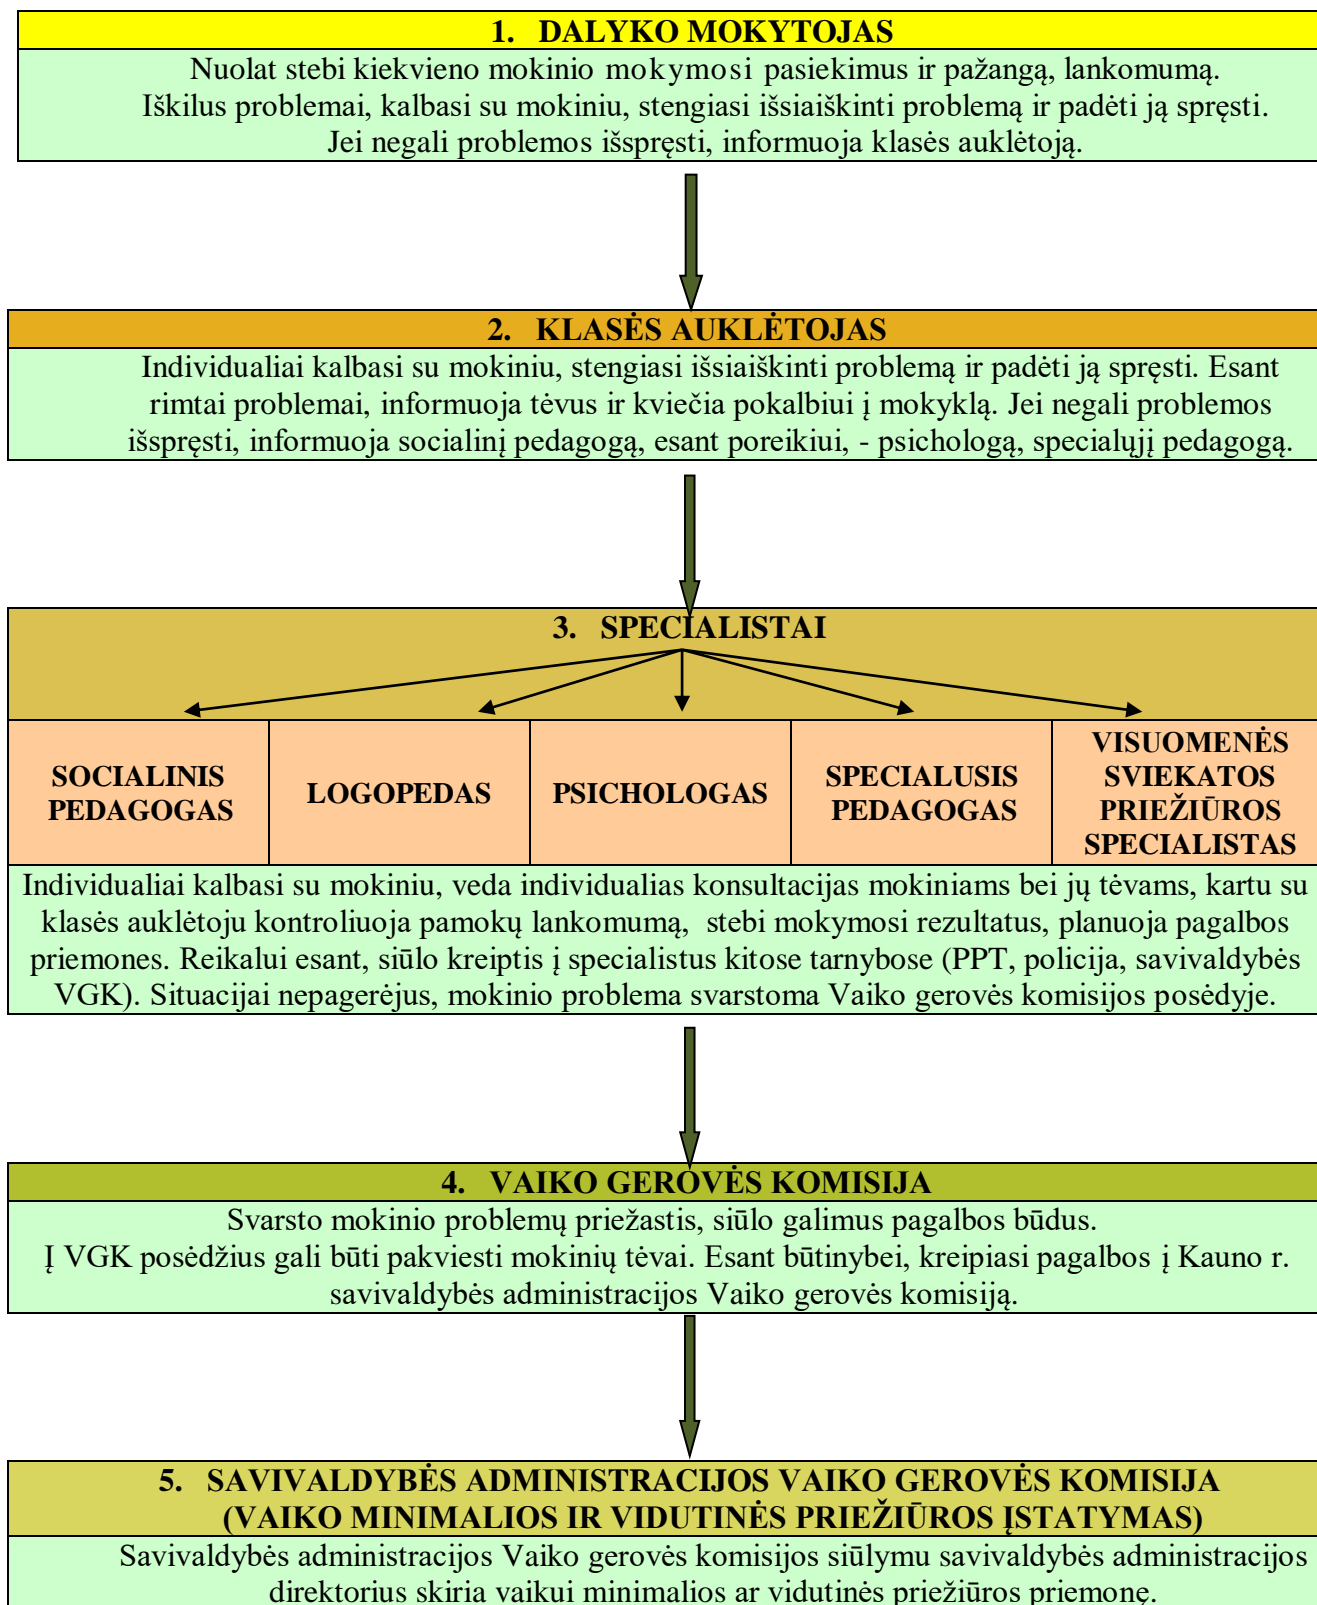 1. DALYKO MOKYTOJAS
Nuolat stebi kiekvieno mokinio mokymosi pasiekimus ir pažangą, lankomumą.
Iškilus problemai, kalbasi su mokiniu, stengiasi išsiaiškinti problemą ir padėti ją spręsti.
Jei negali problemos išspręsti, informuoja klasės auklėtoją.
2. KLASĖS AUKLĖTOJAS
Individualiai kalbasi su mokiniu, stengiasi išsiaiškinti problemą ir padėti ją spręsti. Esant
rimtai problemai, informuoja tėvus ir kviečia pokalbiui į mokyklą. Jei negali problemos
išspręsti, informuoja socialinį pedagogą, esant poreikiui, - psichologą, specialųjį pedagogą.
3. SPECIALISTAI
SOCIALINIS
PEDAGOGAS
LOGOPEDAS
PSICHOLOGAS
SPECIALUSIS
PEDAGOGAS
VISUOMENĖS
SVIEKATOS
PRIEŽIŪROS
SPECIALISTAS
Individualiai kalbasi su mokiniu, veda individualias konsultacijas mokiniams bei jų tėvams, kartu su
klasės auklėtoju kontroliuoja pamokų lankomumą, stebi mokymosi rezultatus, planuoja pagalbos
priemones. Reikalui esant, siūlo kreiptis į specialistus kitose tarnybose (PPT, policija, savivaldybės
VGK). Situacijai nepagerėjus, mokinio problema svarstoma Vaiko gerovės komisijos posėdyje.
4. VAIKO GEROVĖS KOMISIJA
Svarsto mokinio problemų priežastis, siūlo galimus pagalbos būdus.
Į VGK posėdžius gali būti pakviesti mokinių tėvai. Esant būtinybei, kreipiasi pagalbos į Kauno r.
savivaldybės administracijos Vaiko gerovės komisiją.
5. SAVIVALDYBĖS ADMINISTRACIJOS VAIKO GEROVĖS KOMISIJA
(VAIKO MINIMALIOS IR VIDUTINĖS PRIEŽIŪROS ĮSTATYMAS)
Savivaldybės administracijos Vaiko gerovės komisijos siūlymu savivaldybės administracijos
direktorius skiria vaikui minimalios ar vidutinės priežiūros priemonę.